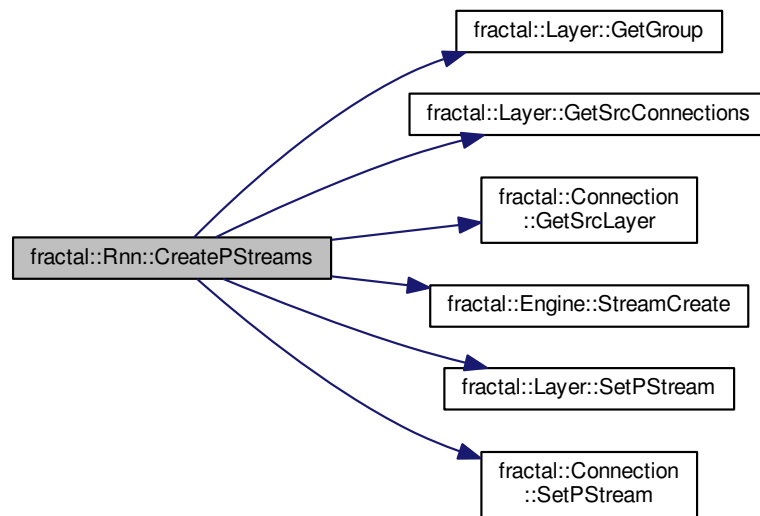 fractal::Layer::GetGroup
fractal::Layer::GetSrcConnections
fractal::Connection
::GetSrcLayer
fractal::Rnn::CreatePStreams
fractal::Engine::StreamCreate
fractal::Layer::SetPStream
fractal::Connection
::SetPStream